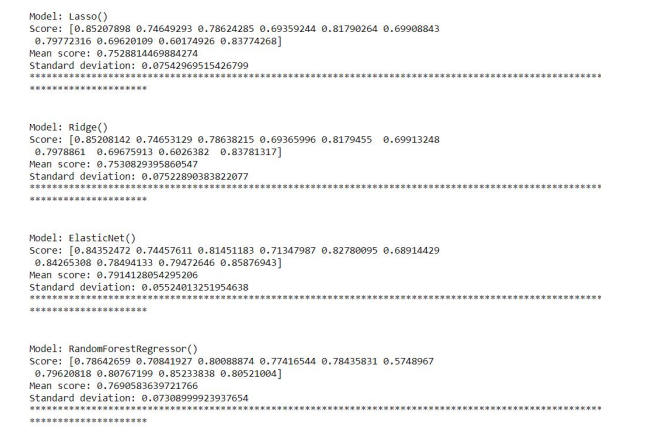 Model: Lasso()
Score: [0.85207898 0.74649293 0.78624285 0.69359244 0.81790264 0.69908843
0.79772316 0.69620109 0.60174926 0.83774268]
Mean score: 0.7528814469884274
Standard deviation: 0.07542969515426799
****************************************************************************************************
*********************
Model: Ridge()
Score: [0.85208142 0.74653129 0.78638215 0.69365996 0.8179455  0.69913248
0.7978861  0.69675913 0.6026382  0.83781317]
Mean score: 0.7530829395860547
Standard deviation: 0.07522890383822077
****************************************************************************************************
*********************
Model: ElasticNet()
Score: [0.84352472 0.74457611 0.81451183 0.71347987 0.82780095 0.68914429
0.84265308 0.78494133 0.79472646 0.85876943]
Mean score: 0.7914128054295206
Standard deviation: 0.05524013251954638
****************************************************************************************************
*********************
Model: RandomForestRegressor()
Score: [0.78642659 0.70841927 0.80088874 0.77416544 0.78435831 0.5748967
0.79620818 0.80767199 0.85233838 0.80521004]
Mean score: 0.7690583639721766
Standard deviation: 0.07308999923937654
****************************************************************************************************
*********************